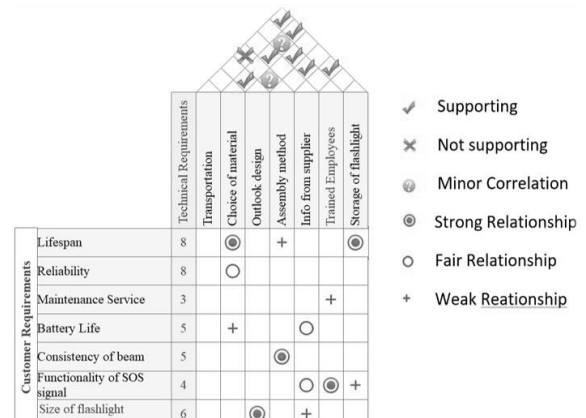 Technical Requirements
Transportation
Choice of material
Outlook design
Assembly method
Info from supplier
Trained Employees
Storage of flashlight
Supporting
Not supporting
Minor Correlation
Strong Relationship
Fair Relationship
Weak Reationship
Customer Requirements
Lifespan 8 +
Reliability 8
Maintenance Service 3 +
Battery Life 5 +
Consistency of beam 5
Functionality of SOS
signal 4 +
Size of flashlight 6 +